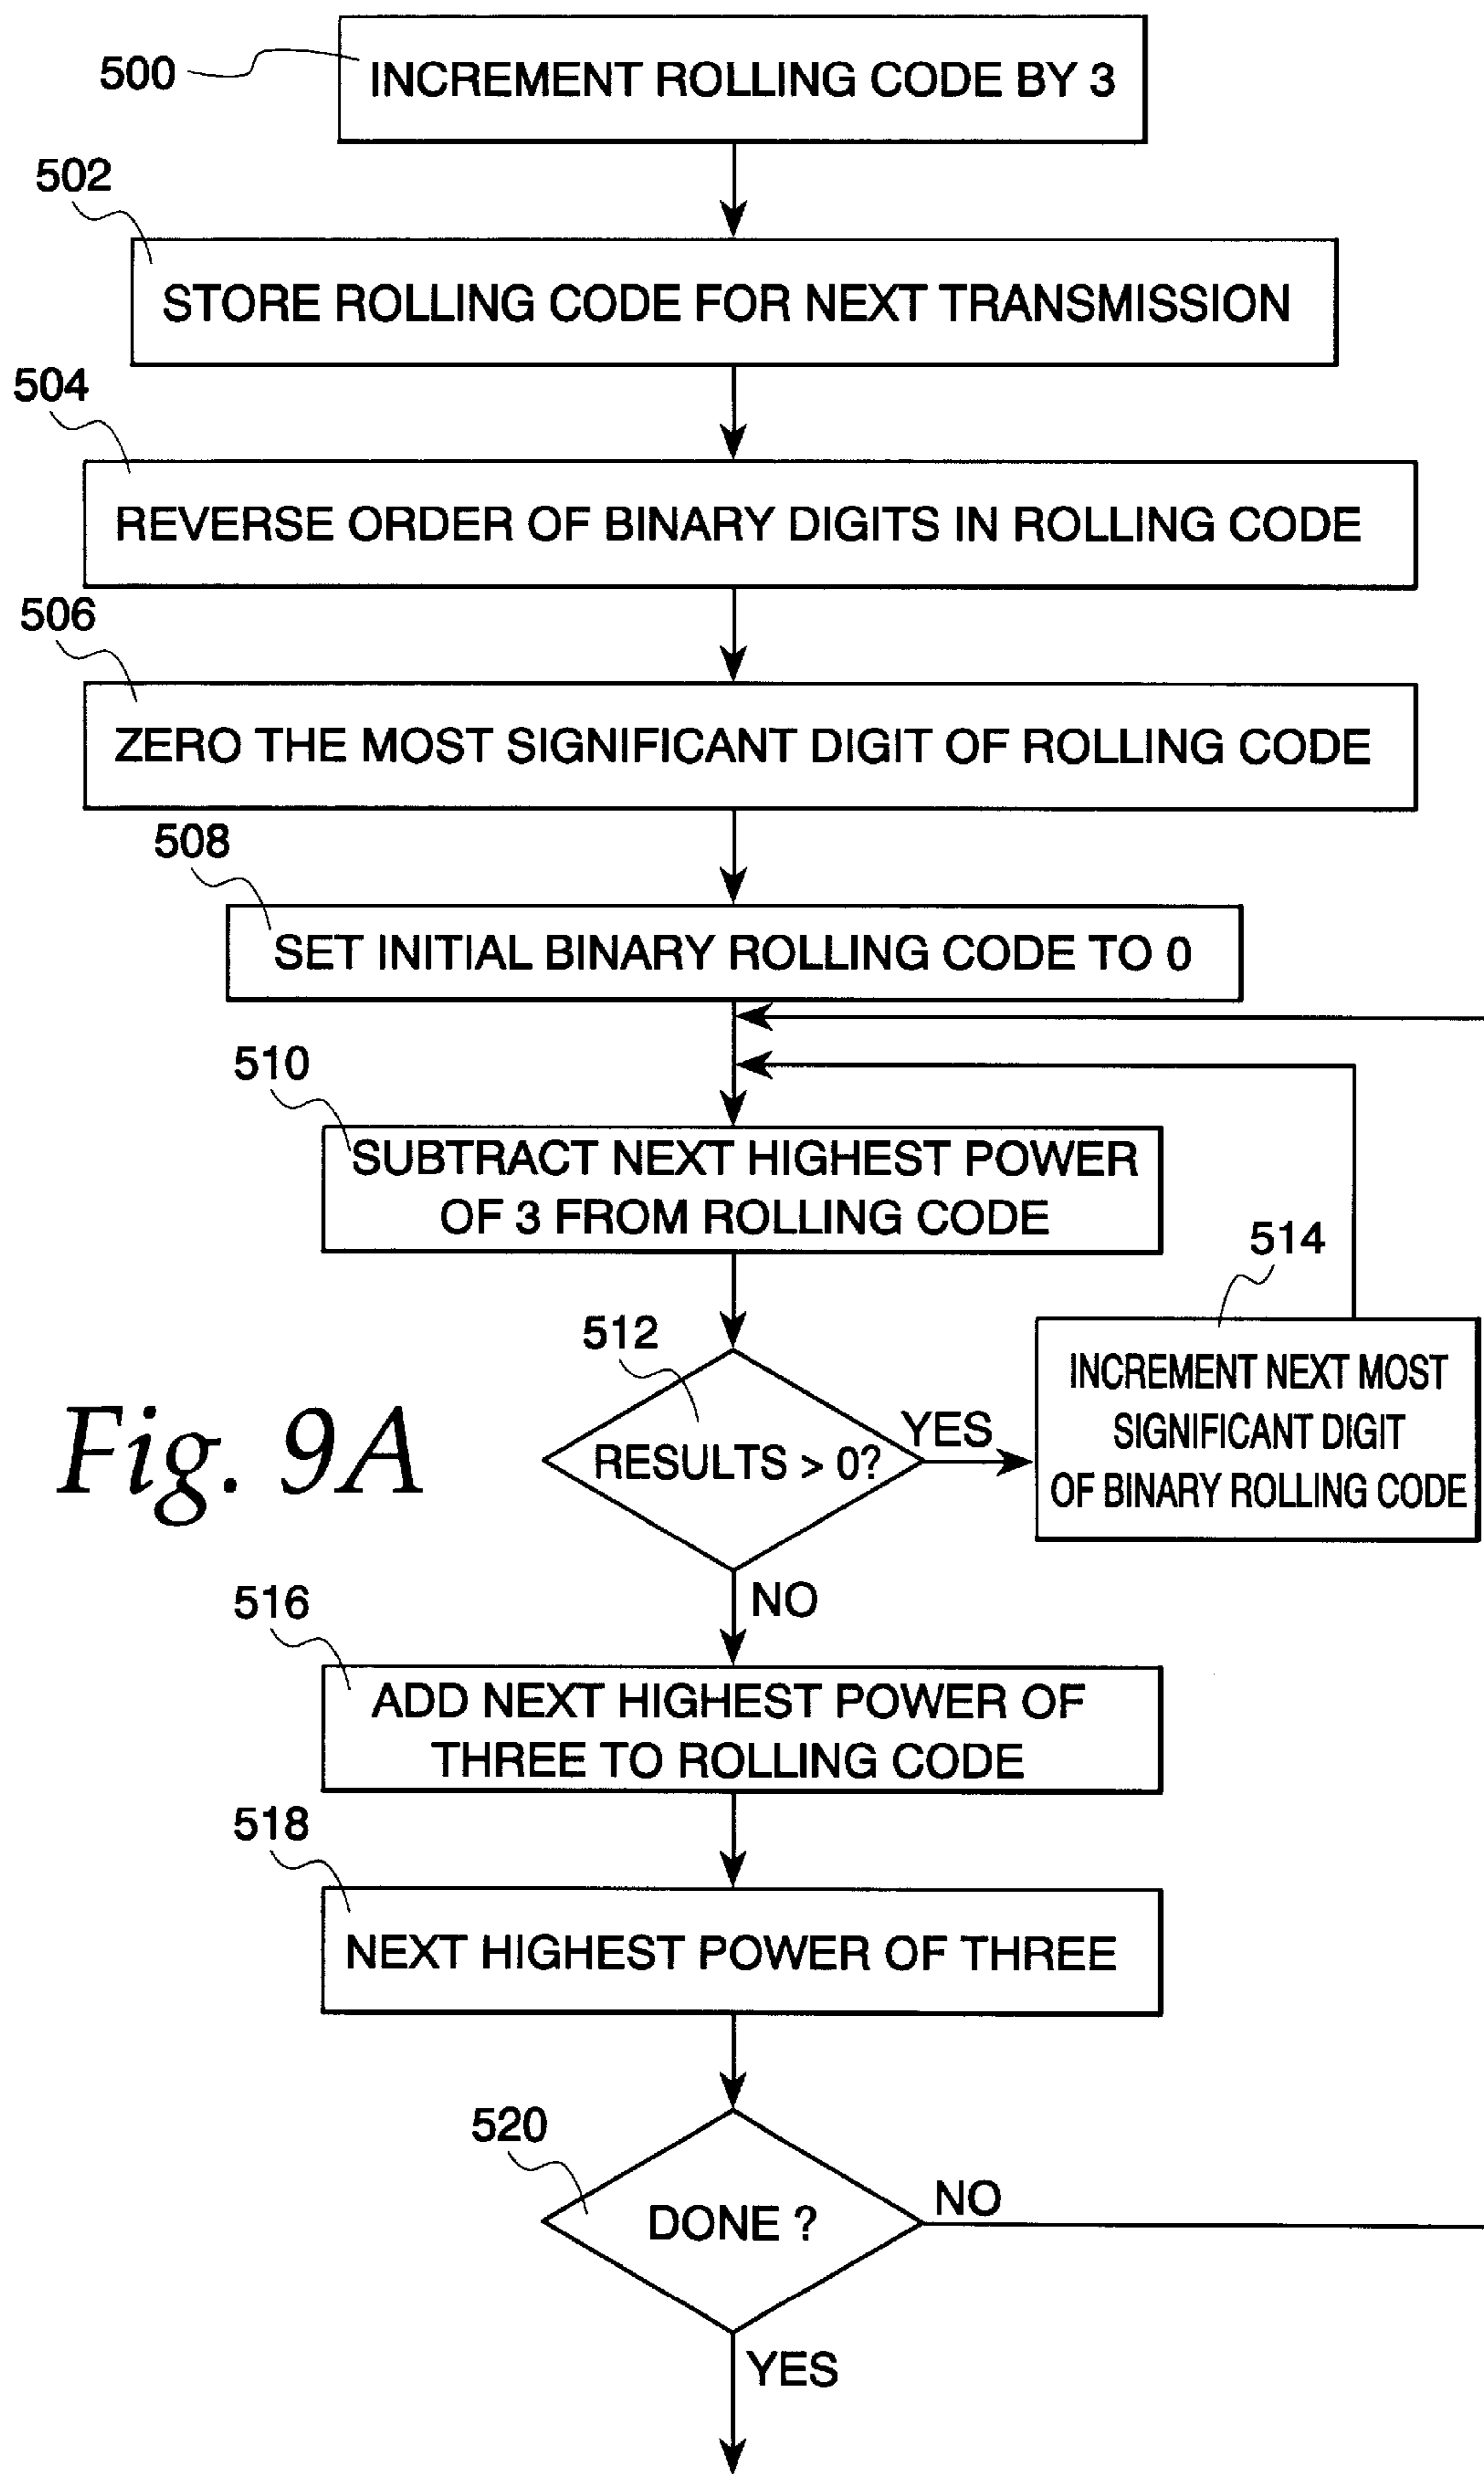 500
INCREMENT ROLLING CODE BY 3
502
STORE ROLLING CODE FOR NEXT TRANSMISSION
504
REVERSE ORDER OF BINARY DIGITS IN ROLLING CODE
506
ZERO THE MOST SIGNIFICANT DIGIT OF ROLLING CODE
508
SET INITIAL BINARY ROLLING CODE TO 0
510
SUBTRACT NEXT HIGHEST POWER
OF 3 FROM ROLLING CODE
512
RESULTS > 0?
YES
514
INCREMENT NEXT MOST
SIGNIFICANT DIGIT
OF BINARY ROLLING CODE
Fig. 9A
NO
516
ADD NEXT HIGHEST POWER OF
THREE TO ROLLING CODE
518
NEXT HIGHEST POWER OF THREE
520
DONE ?
NO
YES